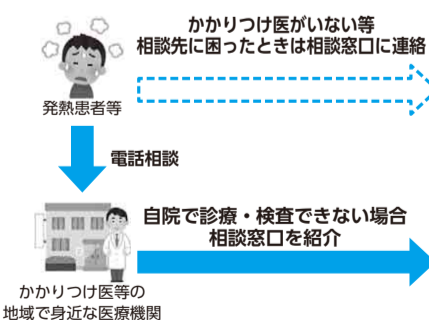 かかりつけ医がいない等
相談先に困ったときは相談窓口に連絡
発熱患者等
電話相談
自院で診療・検査できない場合
相談窓口を紹介
かかりつけ医等の
地域で身近な医療機関